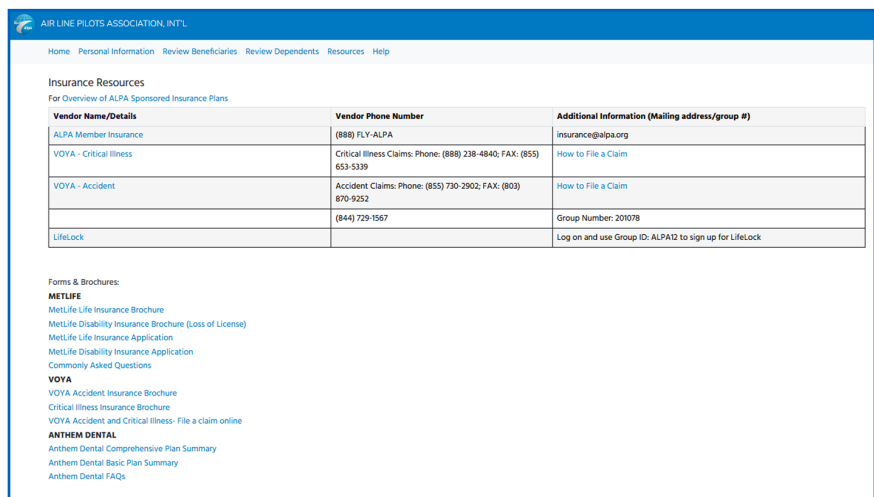 AIR LINE PILOTS ASSOCIATION, INT'L
Home Personal Information Review Beneficiaries Review Dependents Resources Help
Insurance Resources
For Overview of ALPA Sponsored Insurance Plans
Vendor Name/Details Vendor Phone Number Additional Information (Mailing address/group #)
ALPA Member Insurance (888) FLY-ALPA insurance@alpa.org
VOYA - Critical Illness Critical Illness Claims: Phone: (888) 238-4840; FAX: (855) How to File a Claim
653-5339
VOYA - Accident Accident Claims: Phone: (855) 730-2902; FAX: (803) How to File a Claim
870-9252
(844) 729-1567 Group Number: 201078
LifeLock Log on and use Group ID: ALPA12 to sign up for LifeLock
Forms & Brochures:
METLIFE
MetLife Life Insurance Brochure
MetLife Disability Insurance Brochure (Loss of License)
MetLife Life Insurance Application
MetLife Disability Insurance Application
Commonly Asked Questions
VOYA
VOYA Accident Insurance Brochure
Critical Illness Insurance Brochure
VOYA Accident and Critical Illness- File a claim online
ANTHEM DENTAL
Anthem Dental Comprehensive Plan Summary
Anthem Dental Basic Plan Summary
Anthem Dental FAQs